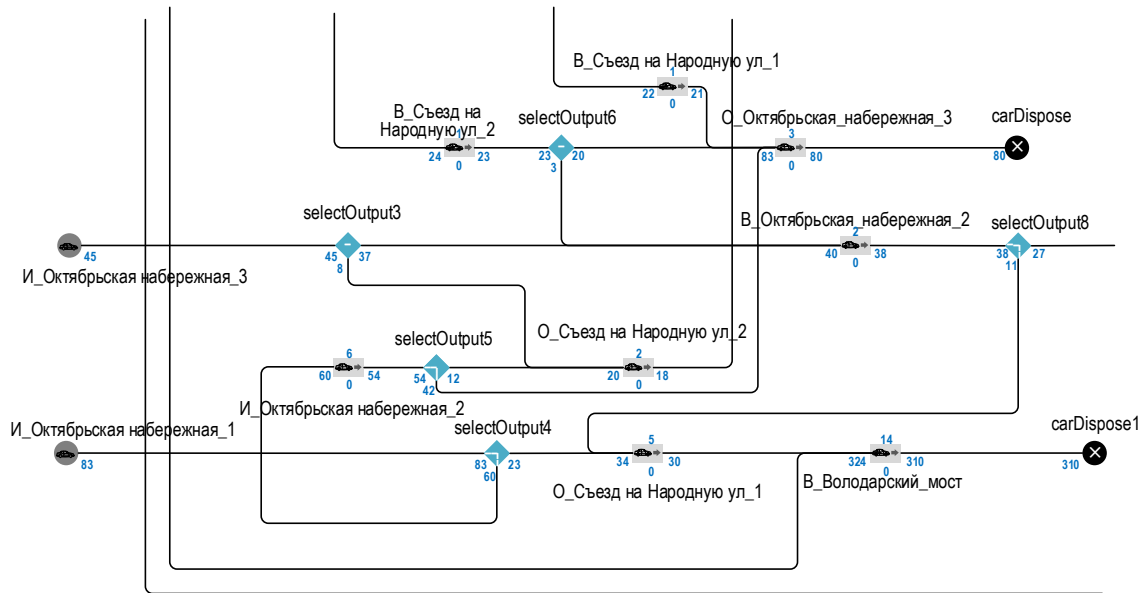 В_Съезд на Народную ул_1
1
22
21
0
В_Съезд на
Народную ул_2
1
24
23
0
selectOutput6
23
20
3
О_Октябрьская_набережная_3
3
83
80
0
carDispose
80
selectOutput3
45
37
8
45
И_Октябрьская набережная_3
В_Октябрьская_набережная_2
2
40
38
0
selectOutput8
38
27
11
О_Съезд на Народную ул_2
2
20
18
0
selectOutput5
54
12
42
6
60
54
0
И_Октябрьская набережная_2
И_Октябрьская набережная_1
83
selectOutput4
83
23
60
5
34
30
0
О_Съезд на Народную ул_1
14
324
310
0
В_Володарский_мост
carDispose1
310